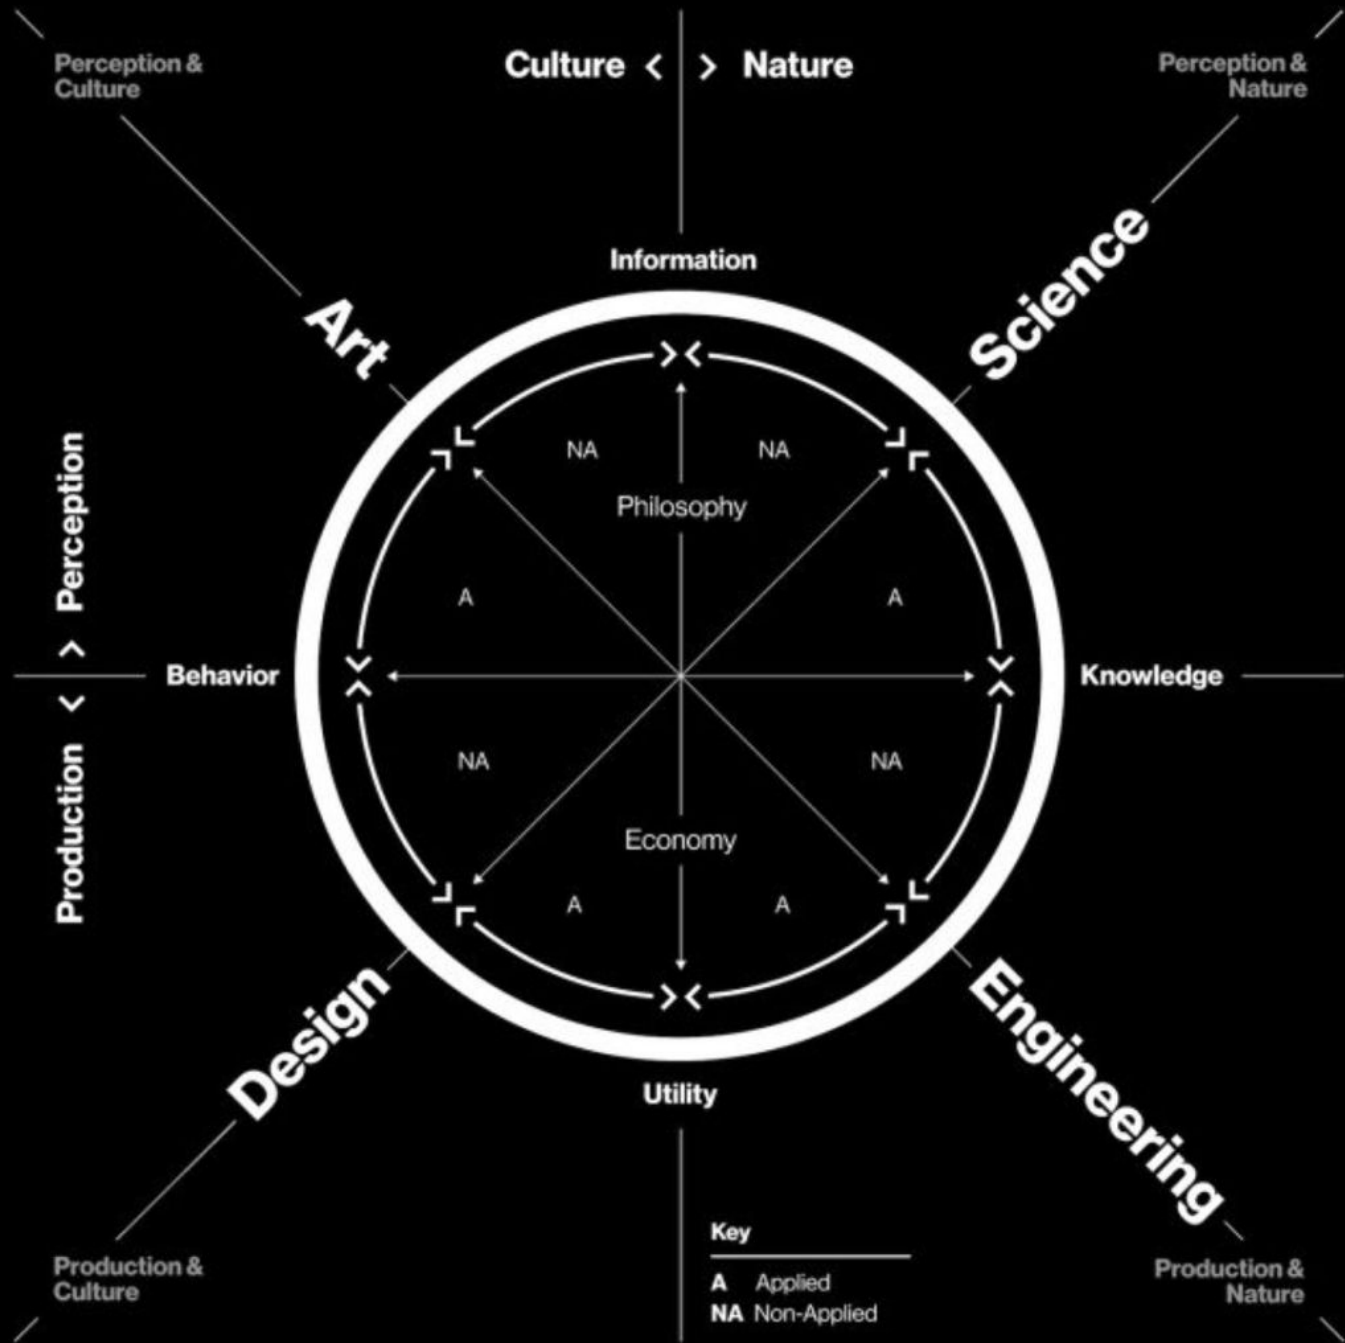 Perception &
Culture
Culture < > Nature
Perception &
Nature
Information
Art
Science
Perception
Production
NA
NA
Philosophy
A
A
Behavior
Knowledge
NA
NA
Economy
A
A
Design
Engineering
Utility
Production &
Culture
Key
A Applied
NA Non-Applied
Production &
Nature